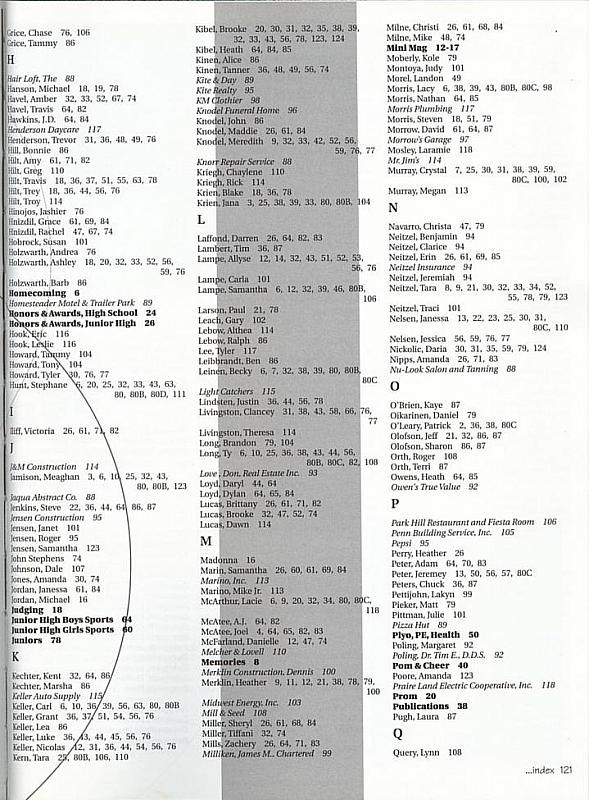 Grice, Chase 76, 106
Grice, Tammy 86
H
Hair Loft, The 88
Hanson, Michael 18, 19, 78
Havel, Amber 32, 33, 52, 67, 74
Havel, Travis 64, 82
Hawkins, J.D. 64, 84
Henderson Daycare 117
Henderson, Trevor 31, 36, 48, 49, 76
Hill, Bonnie 86
Hilt, Amy 61, 71, 82
Hilt, Greg 110
Hilt, Travis 18, 36, 37, 51, 55, 63, 78
Hilt, Trey 18, 36, 44, 56, 76
Hilt, Troy 114
Hinojos, Jashier 76
Hnizdil, Grace 61, 69, 84
Hnizdil, Rachel 47, 67, 74
Hobrock, Susan 101
Holzwarth, Andrea 76
Holzwarth, Ashley 18, 20, 32, 33, 52, 56,
59, 76
Holzwarth, Barb 86
Homecoming 6
Homesteader Motel & Trailer Park 89
Honors & Awards, High School 24
Honors & Awards, Junior High 26
Hook, Eric 116
Hook, Leslie 116
Howard, Tammy 104
Howard, Tony 104
Howard, Tyler 30, 76, 77
Hunt, Stephane 6, 20, 25, 32, 33, 43, 63,
80, 80B, 80D, 111
I
Iliff, Victoria 26, 61, 71, 82
J
J&M Construction 114
Jamison, Meaghan 3, 6, 10, 25, 32, 43,
80, 80B, 123
Jaqua Abstract Co. 88
Jenkins, Steve 22, 36, 44, 64, 86, 87
Jensen Construction 95
Jensen, Janet 101
Jensen, Roger 95
Jensen, Samantha 123
John Stephens 74
Johnson, Dale 107
Jones, Amanda 30, 74
Jordan, Janessa 61, 84
Jordan, Michael 16
Judging 18
Junior High Boys Sports 64
Junior High Girls Sports 60
Juniors 78
K
Kechter, Kent 32, 64, 86
Kechter, Marsha 86
Keller Auto Supply 115
Keller, Carl 6, 10, 36, 39, 56, 63, 80, 80B
Keller, Grant 36, 37, 51, 54, 56, 76
Keller, Lea 86
Keller, Luke 36, 43, 44, 45, 56, 76
Keller, Nicolas 12, 31, 36, 44, 54, 56, 76
Kern, Tara 25, 80B, 106, 110
Kibel, Brooke 20, 30, 31, 32, 35, 38, 39,
32, 33, 43, 56, 78, 123, 124
Kibel, Heath 64, 84, 85
Kinen, Alice 86
Kinen, Tanner 36, 48, 49, 56, 74
Kite & Day 89
Kite Realty 95
KM Clothier 98
Knodel Funeral Home 96
Knodel, John 86
Knodel, Maddie 26, 61, 84
Knodel, Meredith 9, 32, 33, 42, 52, 56,
59, 76, 77
Knorr Repair Service 88
Kriegh, Chaylene 110
Kriegh, Rick 114
Krien, Blake 18, 36, 78
Krien, Jana 3, 25, 38, 39, 33, 80, 80B, 104
L
Laffond, Darren 26, 64, 82, 83
Lambert, Tim 36, 87
Lampe, Allyse 12, 14, 32, 43, 51, 52, 53,
56, 76
Lampe, Carla 101
Lampe, Samantha 6, 12, 32, 39, 46, 80B,
106
Larson, Paul 21, 78
Leach, Gary 102
Lebow, Althea 114
Lebow, Ralph 86
Lee, Tyler 117
Leibbrandt, Ben 86
Leinen, Becky 6, 7, 32, 38, 39, 80, 80B,
80C
Light Catchers 115
Lindsten, Justin 36, 44, 56, 78
Livingston, Clancey 31, 38, 43, 58, 66, 76,
77
Livingston, Theresa 114
Long, Brandon 79, 104
Long, Ty 6, 10, 25, 36, 38, 43, 44, 56,
80B, 80C, 82, 108
Love, Don, Real Estate Inc. 93
Loyd, Daryl 44, 64
Loyd, Dylan 64, 65, 84
Lucas, Brittany 26, 61, 71, 82
Lucas, Brooke 32, 47, 52, 74
Lucas, Dawn 114
M
Madonna 16
Marin, Samantha 26, 60, 61, 69, 84
Marino, Inc. 113
Marino, Mike Jr. 113
McArthur, Lacie 6, 9, 20, 32, 34, 80, 80C,
118
McAtee, A.J. 64, 82
McAtee, Joel 4, 64, 65, 82, 83
McFarland, Danielle 12, 47, 74
Melcher & Lovell 110
Memories 8
Merklin Construction, Dennis 100
Merklin, Heather 9, 11, 12, 21, 38, 78, 79,
100
Midwest Energy, Inc. 103
Mill & Seed 108
Miller, Sheryl 26, 61, 68, 84
Miller, Tiffani 32, 74
Mills, Zachery 26, 64, 71, 83
Milliken, James M., Chartered 99
Milne, Christi 26, 61, 68, 84
Milne, Mike 48, 74
Mini Mag 12-17
Moberly, Kole 79
Montoya, Judy 101
Morel, Landon 49
Morris, Lacy 6, 38, 39, 43, 80B, 80C, 98
Morris, Nathan 64, 85
Morris Plumbing 117
Morris, Steven 18, 51, 79
Morrow, David 61, 64, 87
Morrow's Garage 97
Mosley, Laramie 118
Mr. Jim's 114
Murray, Crystal 7, 25, 30, 31, 38, 39, 59,
80C, 100, 102
Murray, Megan 113
N
Navarro, Christa 47, 79
Neitzel, Benjamin 94
Neitzel, Clarice 94
Neitzel, Erin 26, 61, 69, 85
Neitzel Insurance 94
Neitzel, Jeremiah 94
Neitzel, Tara 8, 9, 21, 30, 32, 33, 34, 52,
55, 78, 79, 123
Neitzel, Traci 101
Nelsen, Janessa 13, 22, 23, 25, 30, 31,
80C, 110
Nelsen, Jessica 56, 59, 76, 77
Nickolic, Daria 30, 31, 35, 59, 79, 124
Nipps, Amanda 26, 71, 83
Nu-Look Salon and Tanning 88
O
O'Brien, Kaye 87
Oikarinen, Daniel 79
O'Leary, Patrick 2, 36, 38, 80C
Olofson, Jeff 21, 32, 86, 87
Olofson, Sharon 86, 87
Orth, Roger 108
Orth, Terri 87
Owens, Heath 64, 85
Owen's True Value 92
P
Park Hill Restaurant and Fiesta Room 106
Penn Building Service, Inc. 105
Pepsi 95
Perry, Heather 26
Peter, Adam 64, 70, 83
Peter, Jeremey 13, 50, 56, 57, 80C
Peters, Chuck 36, 87
Pettijohn, Lakyn 99
Pieker, Matt 79
Pittman, Julie 101
Pizza Hut 89
Plyo, PE, Health 50
Poling, Margaret 92
Poling, Dr. Tim E., D.D.S. 92
Pom & Cheer 40
Poore, Amanda 123
Praire Land Electric Cooperative, Inc. 118
Prom 20
Publications 38
Pugh, Laura 87
Q
Query, Lynn 108
...index 121